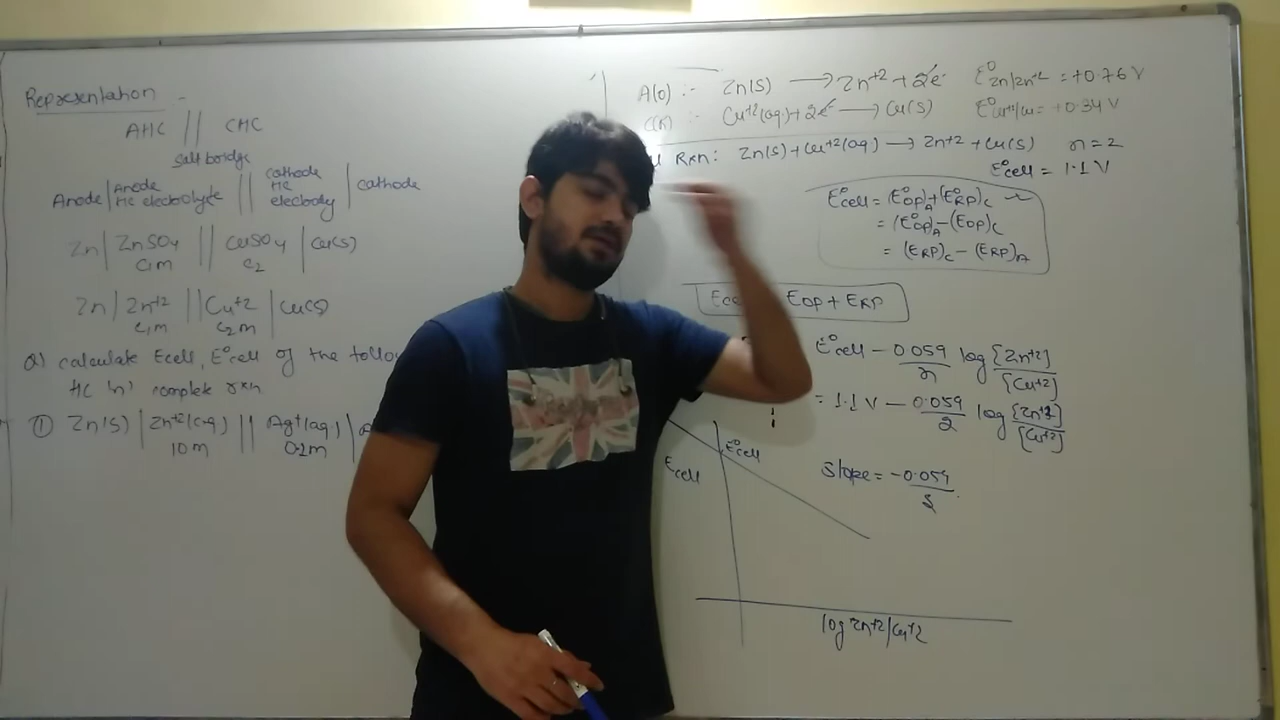 Representation -
AHC || CHC
Salt bridge
Anode | Anode HC electrolyte || cathode HC electrody | cathode
Zn | ZnSO4 || CuSO4 | Cu(s)
C1M C2
Zn | Zn+2 || Cu+2 | Cu(s)
C1M C2M
Q) calculate Ecell, E°cell of the follo
HC 'n' complete rxn
① Zn(s) | Zn+2(aq) || Ag+(aq) |
10M 0.2M
A(O) :- Zn(s) → Zn+2 + 2e- E°Zn/Zn+2 = +0.76 V
C(R) :- Cu+2(aq) + 2e- → Cu(s) E°Cu+2/Cu = +0.34 V
Rxn: Zn(s) + Cu+2(aq) → Zn+2 + Cu(s) n = 2
E°cell = 1.1 V
E°cell = (E°OP)A + (E°RP)C
= (E°OP)A - (EOP)C
= (ERP)C - (ERP)A
EOP + ERP
E°cell - 0.059/n log [Zn+2]/[Cu+2]
= 1.1 V - 0.059/2 log [Zn+2]/[Cu+2]
E°cell
Ecell
Slope = -0.059
log Zn+2/Cu+2